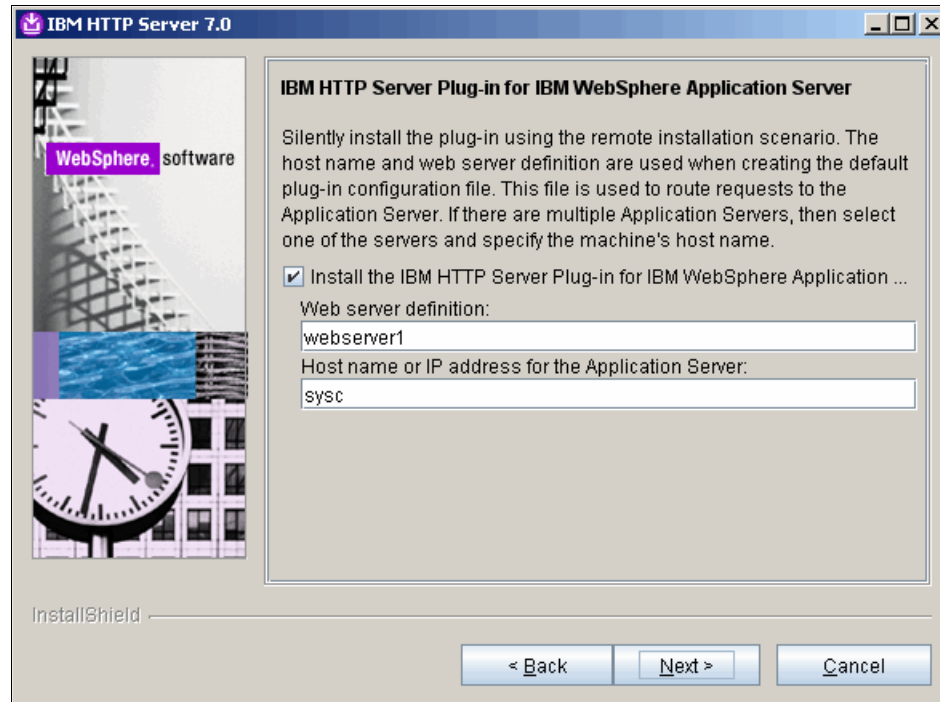 IBM HTTP Server 7.0
WebSphere. software
IBM HTTP Server Plug-in for IBM WebSphere Application Server
Silently install the plug-in using the remote installation scenario. The
host name and web server definition are used when creating the default
plug-in configuration file. This file is used to route requests to the
Application Server. If there are multiple Application Servers, then select
one of the servers and specify the machine's host name.
Install the IBM HTTP Server Plug-in for IBM WebSphere Application ...
Web server definition:
webserver1
Host name or IP address for the Application Server:
sysc
InstallShield
< Back
Next >
Cancel